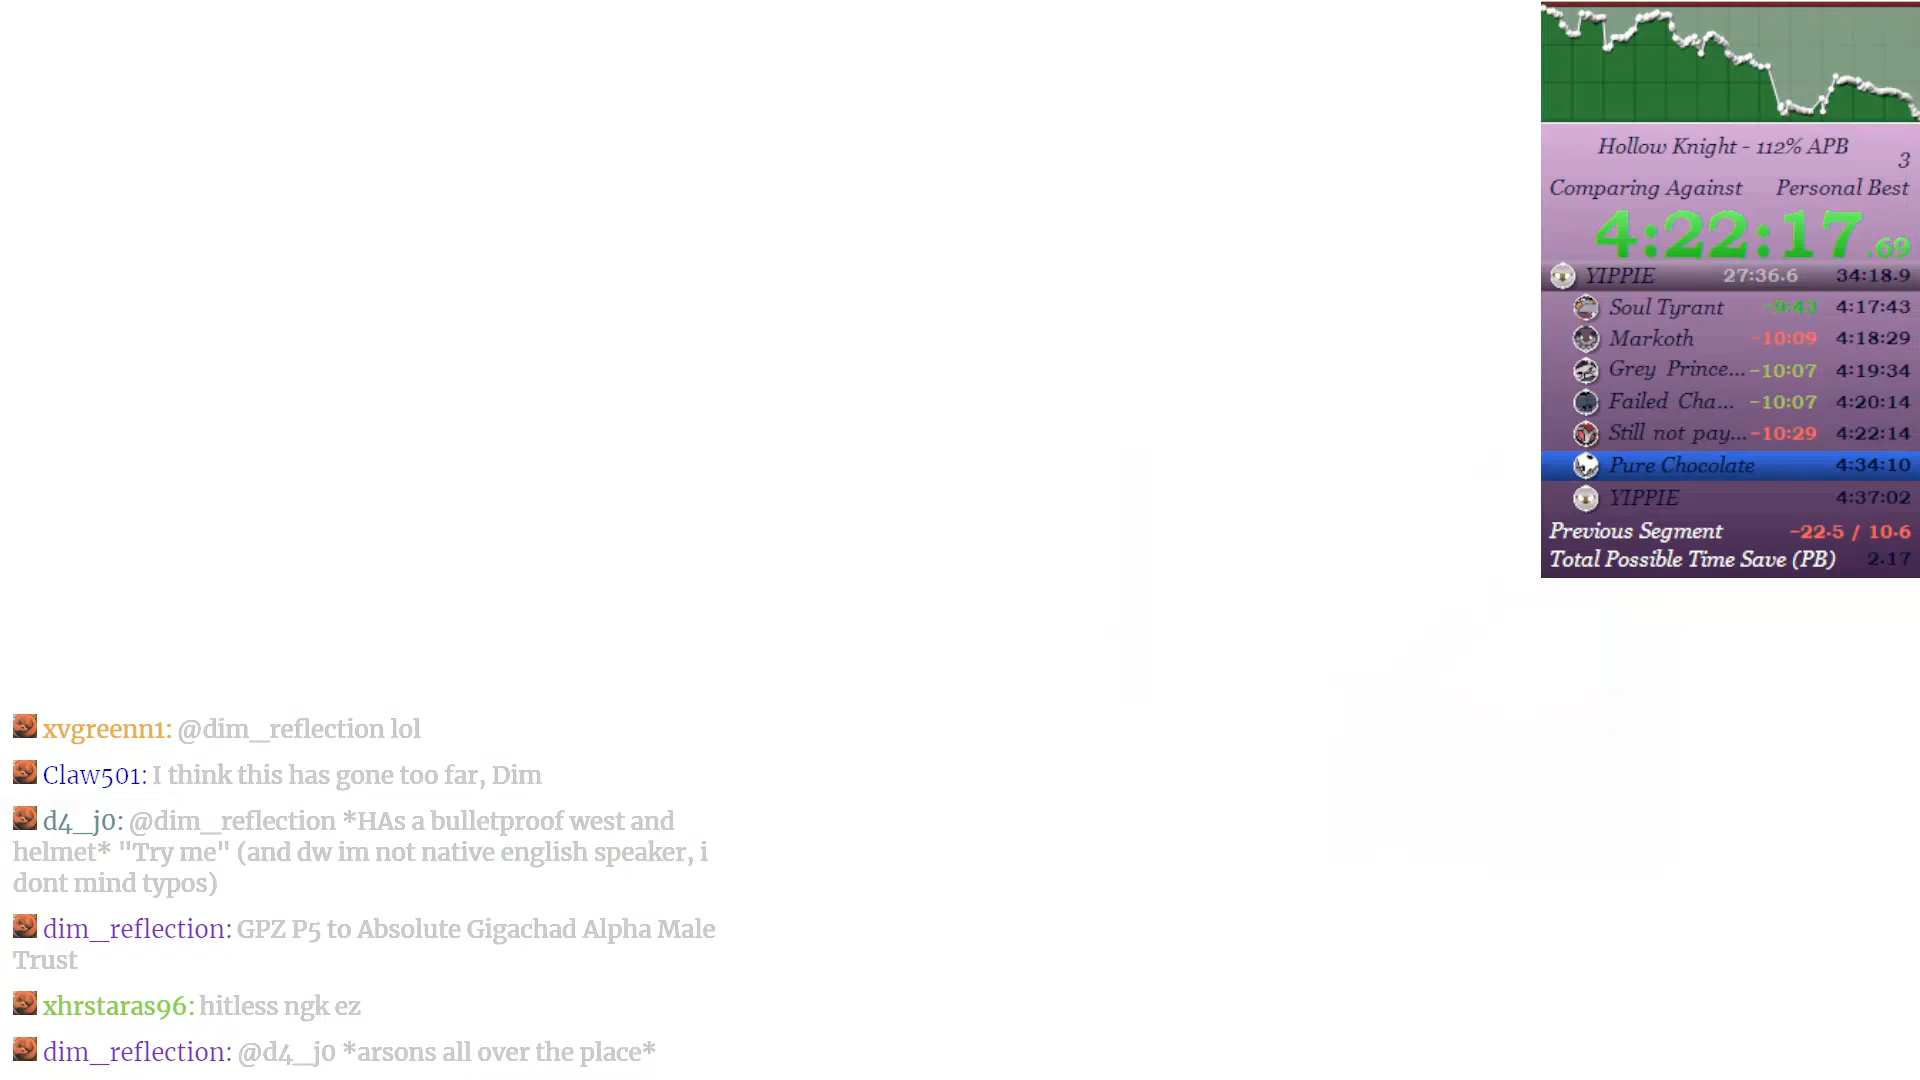 Hollow Knight - 112% APB
3
Comparing Against Personal Best
4:22:17.69
YIPPIE 27:36.6 34:18.9
Soul Tyrant -9:43 4:17:43
Markoth -10:09 4:18:29
Grey Prince... -10:07 4:19:34
Failed Cha... -10:07 4:20:14
Still not pay... -10:29 4:22:14
Pure Chocolate 4:34:10
YIPPIE 4:37:02
Previous Segment -22.5 / 10.6
Total Possible Time Save (PB) 2.17
xvgreenn1: @dim_reflection lol
Claw501: I think this has gone too far, Dim
d4_j0: @dim_reflection *HAs a bulletproof west and
helmet* "Try me" (and dw im not native english speaker, i
dont mind typos)
dim_reflection: GPZ P5 to Absolute Gigachad Alpha Male
Trust
xhrstaras96: hitless ngk ez
dim_reflection: @d4_j0 *arsons all over the place*